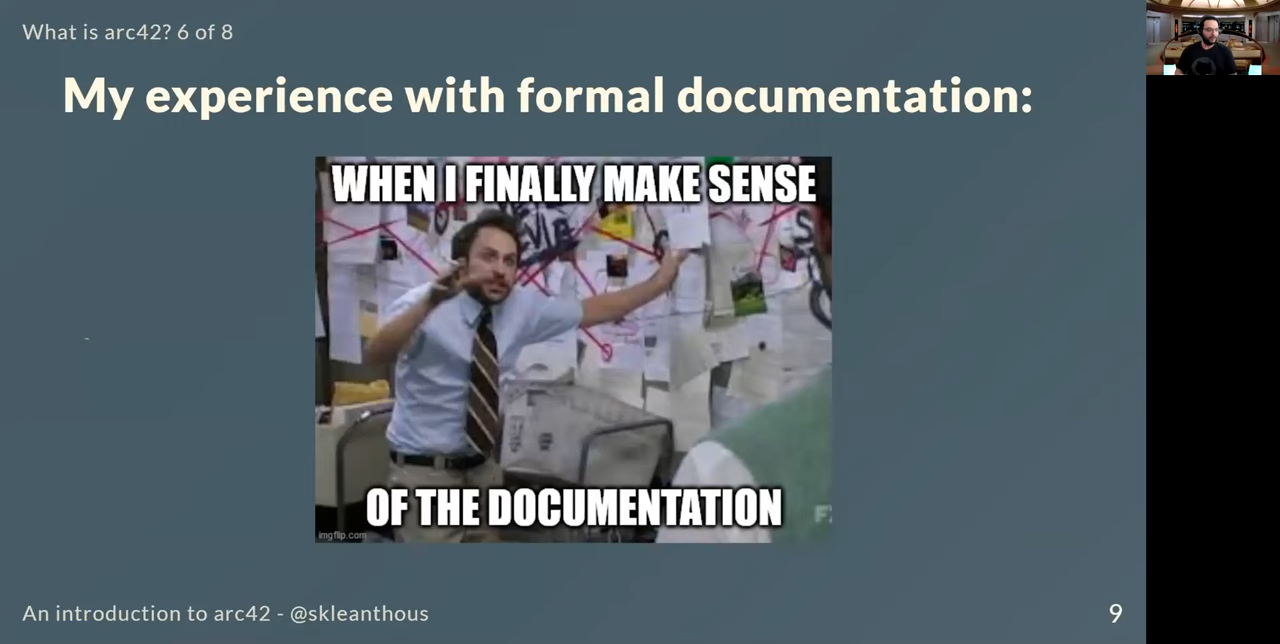 What is arc42? 6 of 8
My experience with formal documentation:
WHEN I FINALLY MAKE SENSE
OF THE DOCUMENTATION
imgflip.com
An introduction to arc42 - @skleanthous
9